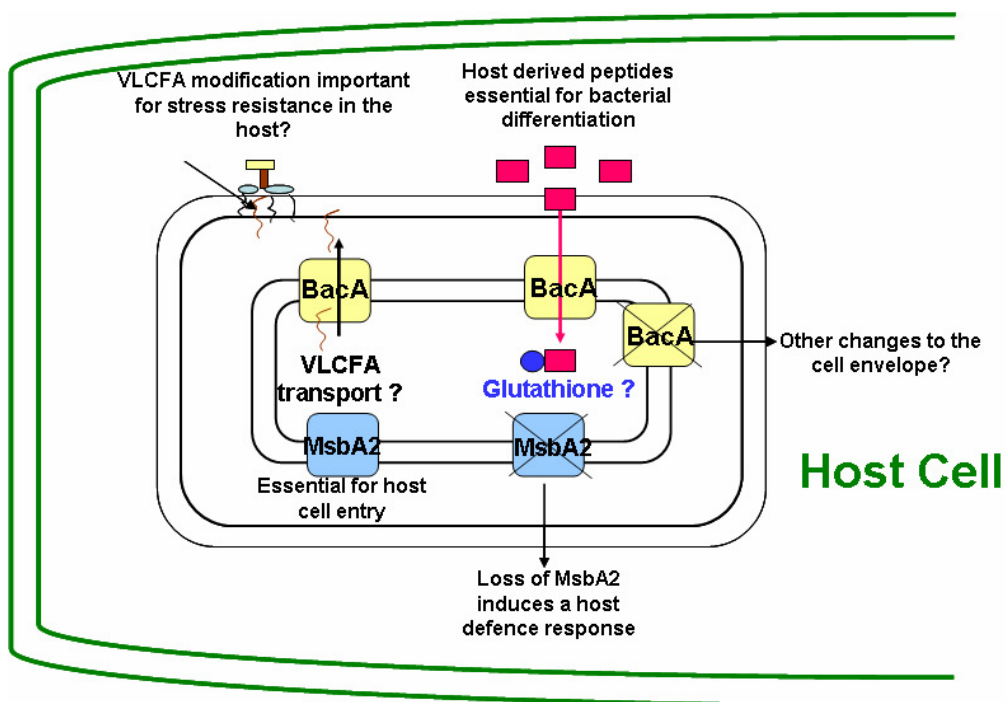 VLCFA modification important
for stress resistance in the
host?
Host derived peptides
essential for bacterial
differentiation
BacA
BacA
BacA
Other changes to the
cell envelope?
VLCFA
transport ?
Glutathione ?
MsbA2
MsbA2
Essential for host
cell entry
Host Cell
Loss of MsbA2
induces a host
defence response